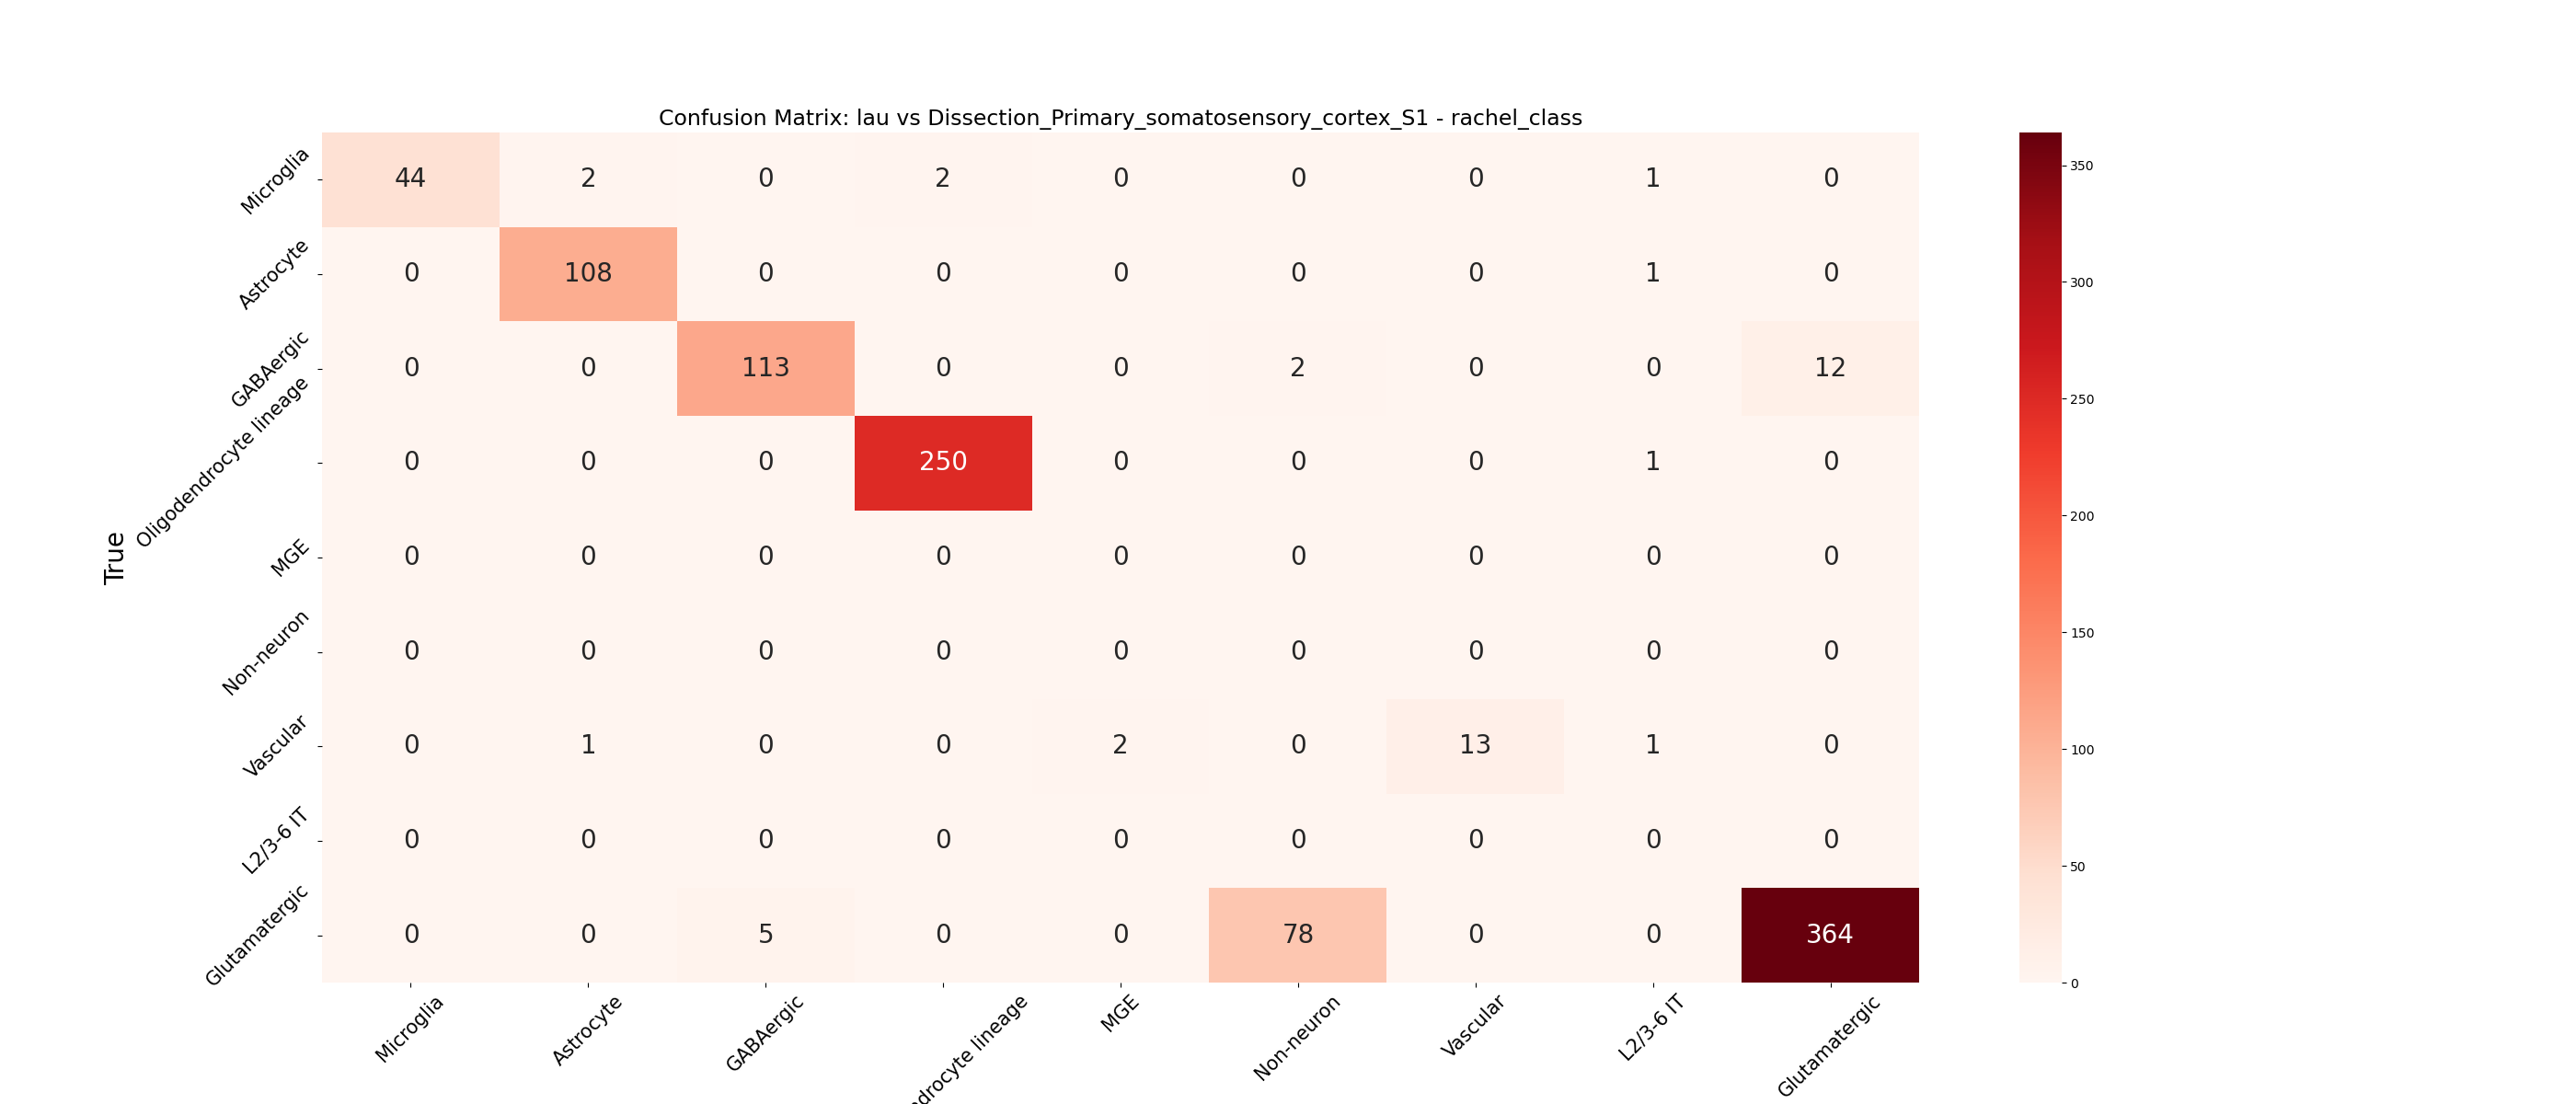 Confusion Matrix: lau vs Dissection_Primary_somatosensory_cortex_S1 - rachel_class
True
Microglia 44 2 0 2 0 0 0 1 0
Astrocyte 0 108 0 0 0 0 0 1 0
GABAergic 0 0 113 0 0 2 0 0 12
Oligodendrocyte lineage 0 0 0 250 0 0 0 1 0
MGE 0 0 0 0 0 0 0 0 0
Non-neuron 0 0 0 0 0 0 0 0 0
Vascular 0 1 0 0 2 0 13 1 0
L2/3-6 IT 0 0 0 0 0 0 0 0 0
Glutamatergic 0 0 5 0 0 78 0 0 364
Microglia Astrocyte GABAergic ndrocyte lineage MGE Non-neuron Vascular L2/3-6 IT Glutamatergic
350
300
250
200
150
100
50
0